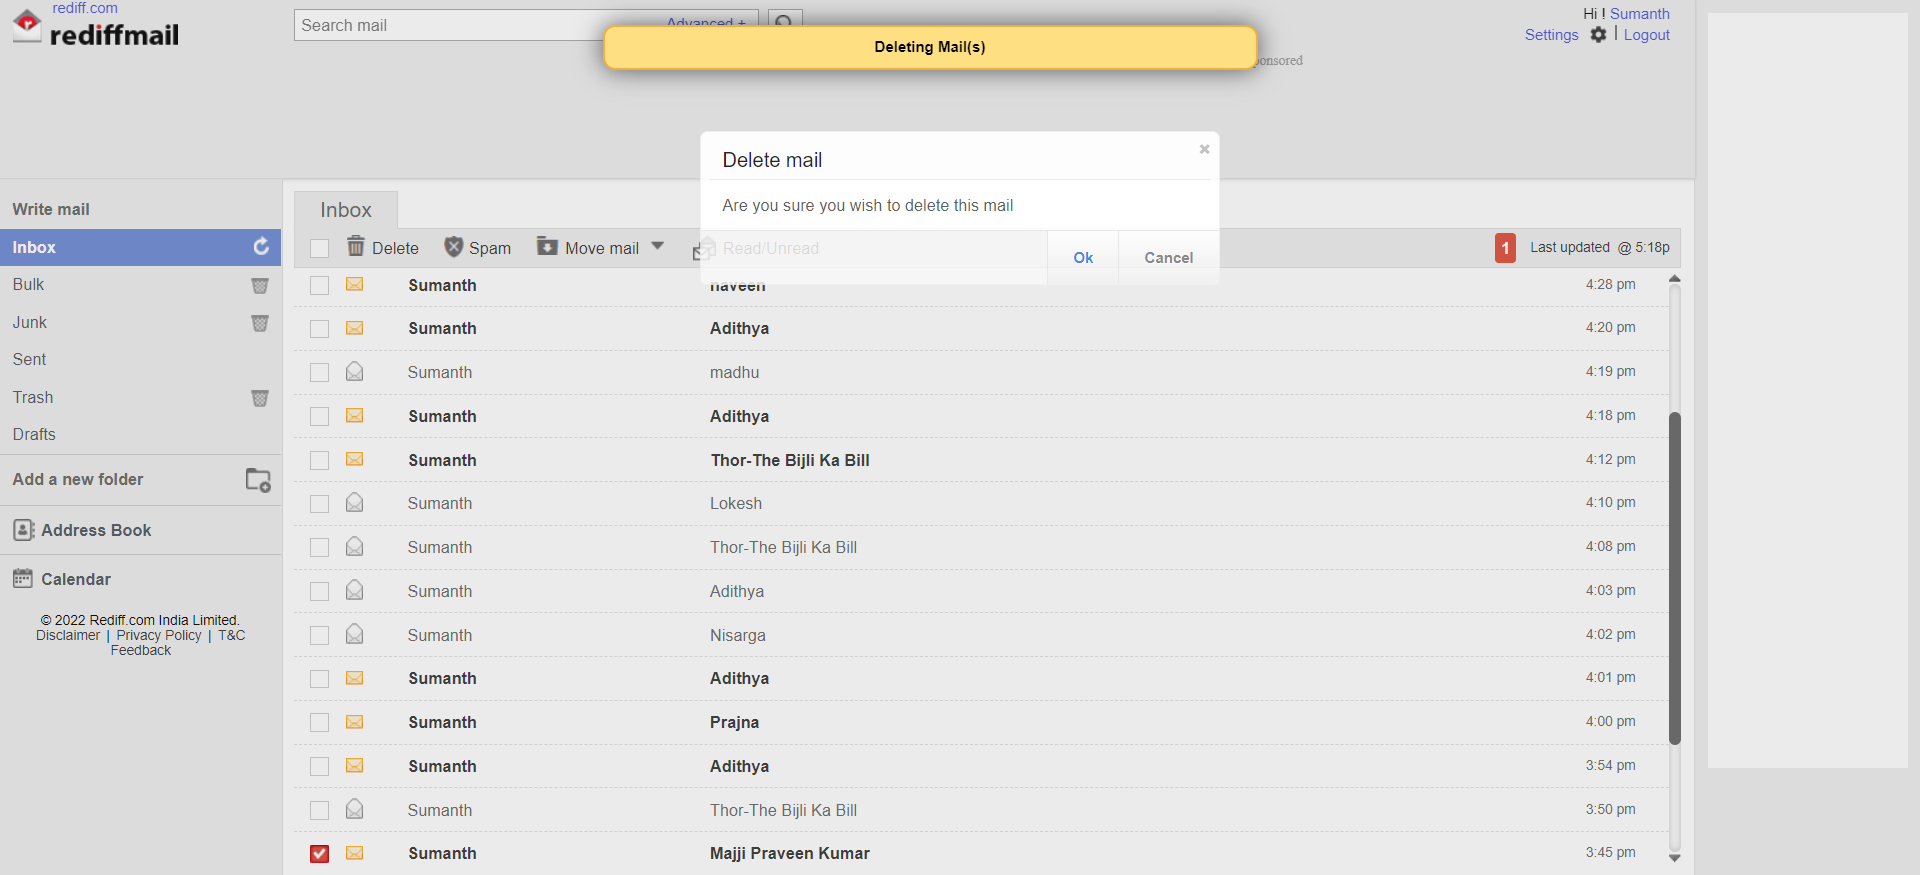 rediff.com
rediffmail
Search mail
Advanced +
Deleting Mail(s)
Hi ! Sumanth
Settings | Logout
ponsored
Delete mail
Are you sure you wish to delete this mail
Ok
Cancel
Write mail
Inbox
Bulk
Junk
Sent
Trash
Drafts
Add a new folder
Address Book
Calendar
© 2022 Rediff.com India Limited.
Disclaimer | Privacy Policy | T&C
Feedback
Inbox
Delete Spam Move mail Read/Unread
1 Last updated @ 5:18p
Sumanth naveen 4:28 pm
Sumanth Adithya 4:20 pm
Sumanth madhu 4:19 pm
Sumanth Adithya 4:18 pm
Sumanth Thor-The Bijli Ka Bill 4:12 pm
Sumanth Lokesh 4:10 pm
Sumanth Thor-The Bijli Ka Bill 4:08 pm
Sumanth Adithya 4:03 pm
Sumanth Nisarga 4:02 pm
Sumanth Adithya 4:01 pm
Sumanth Prajna 4:00 pm
Sumanth Adithya 3:54 pm
Sumanth Thor-The Bijli Ka Bill 3:50 pm
Sumanth Majji Praveen Kumar 3:45 pm